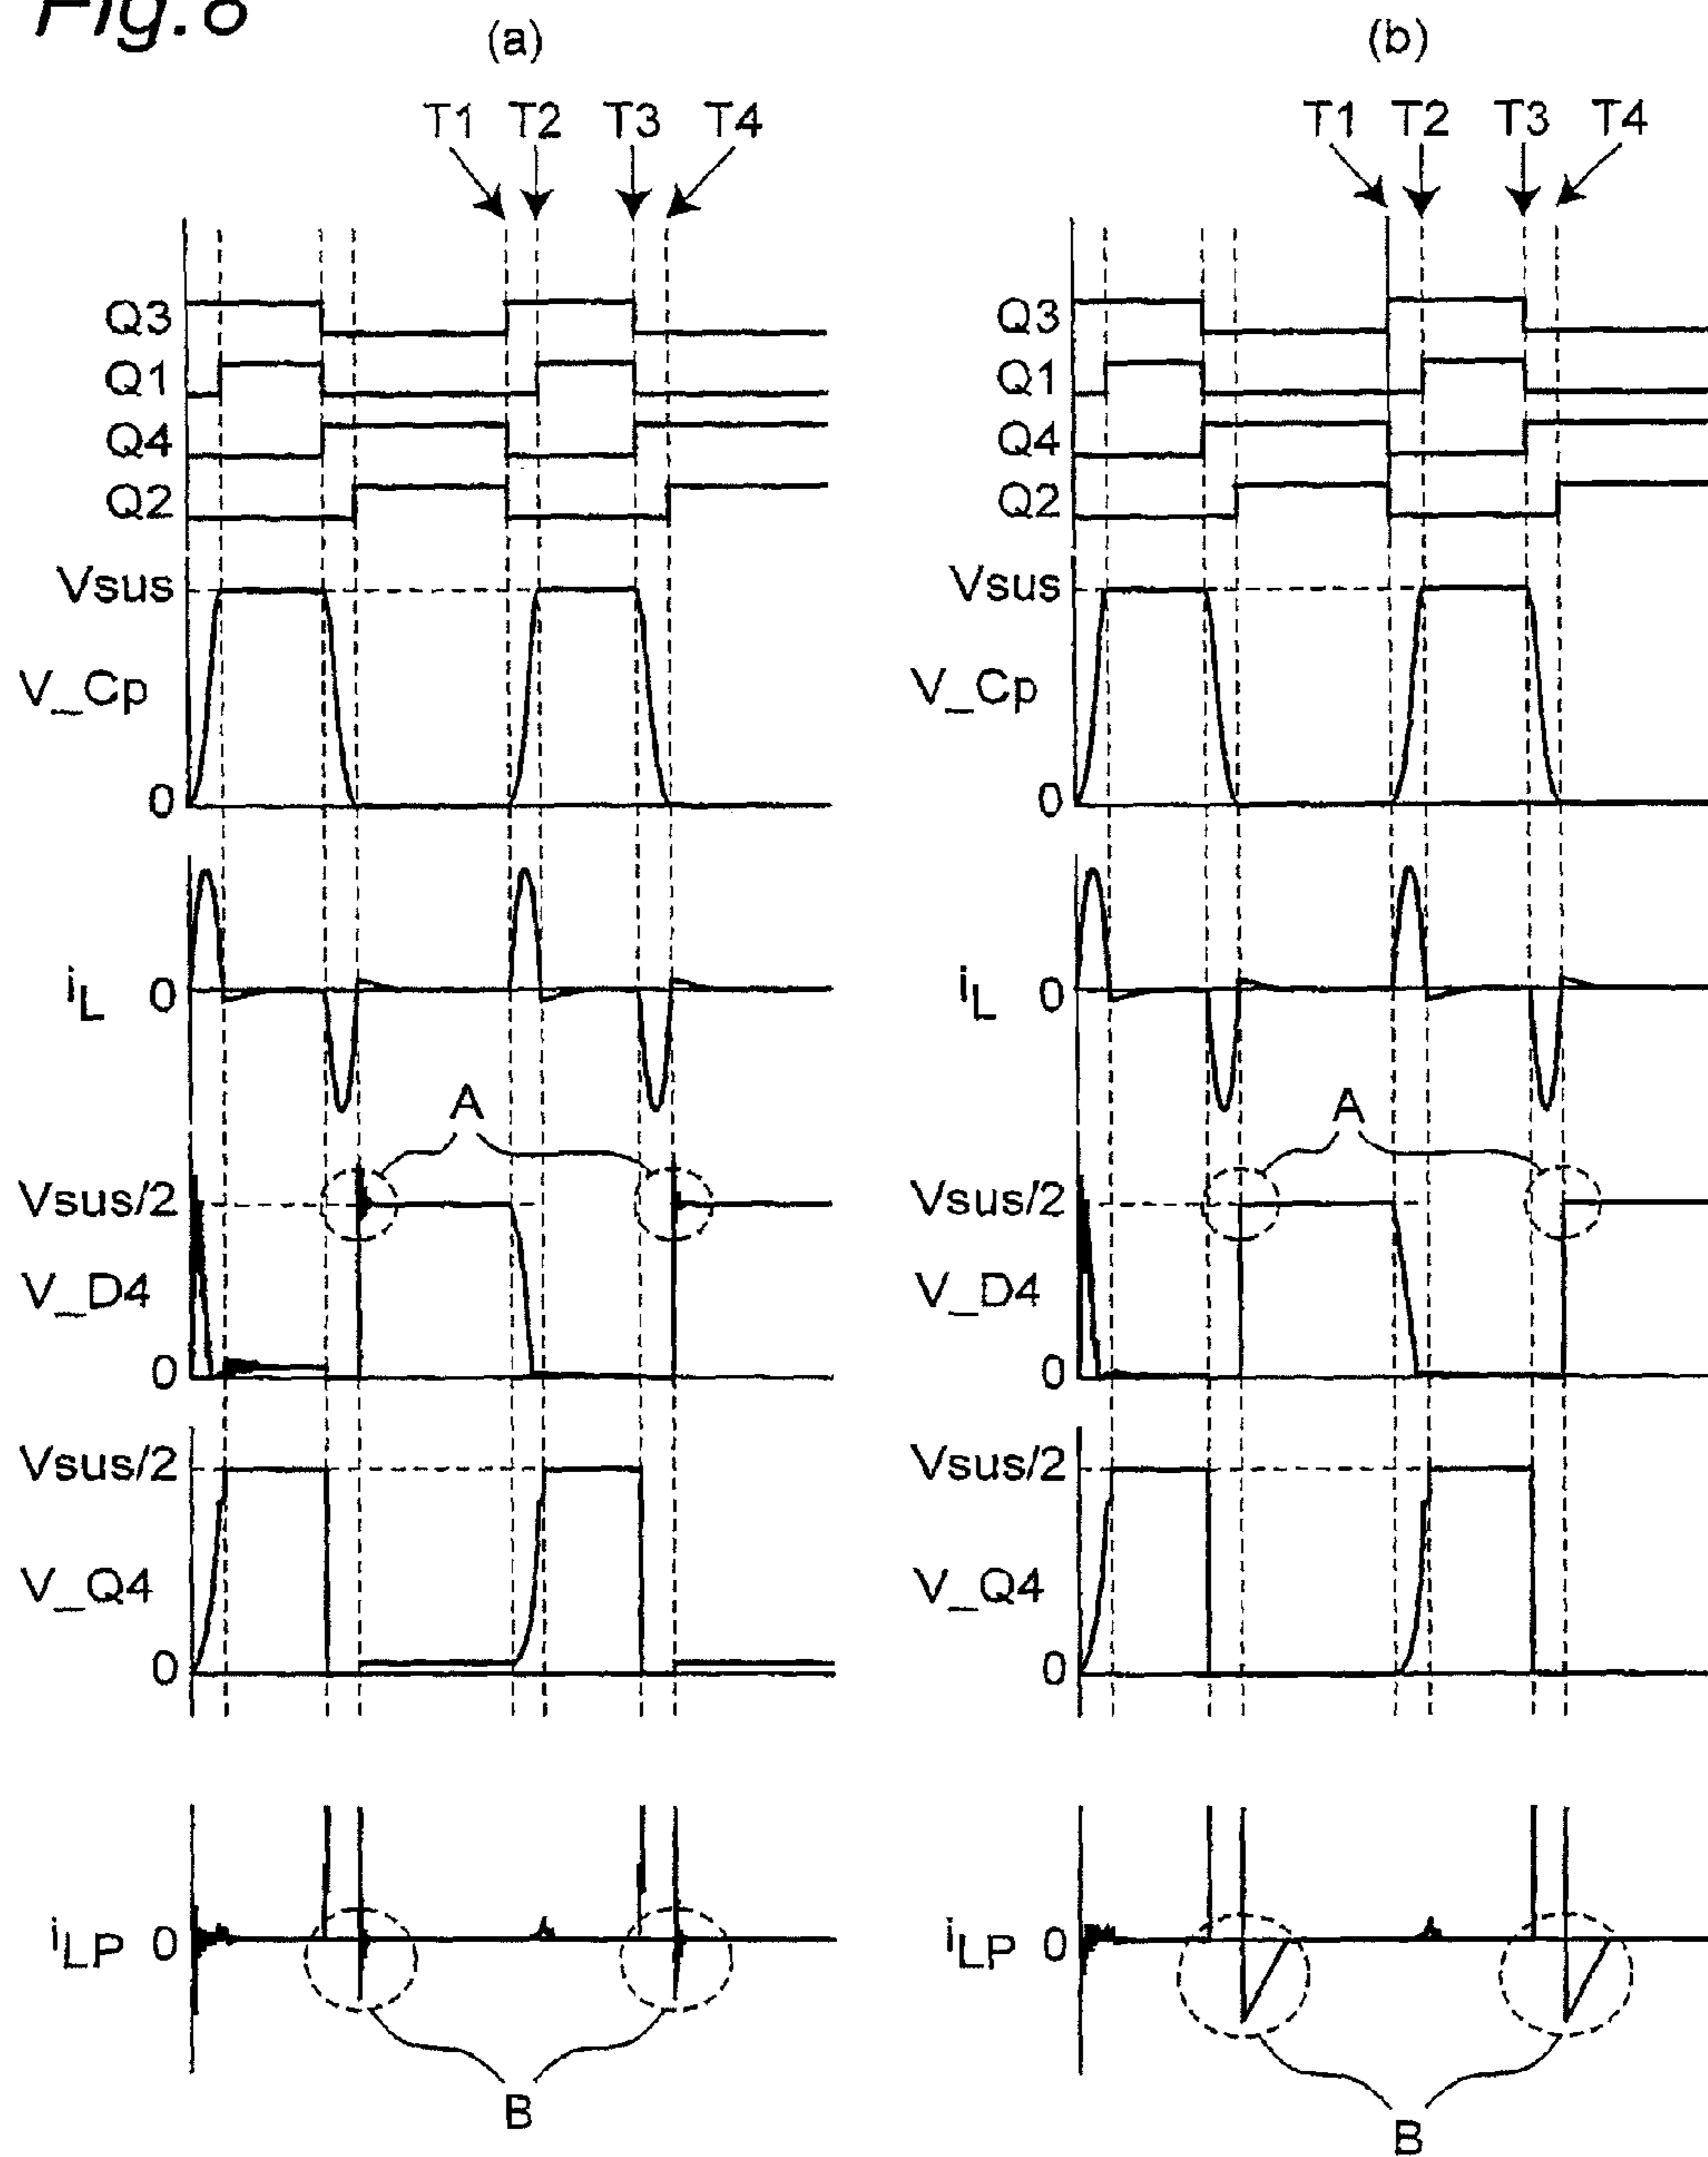 Fig.8
(a)
T1 T2 T3 T4
Q3
Q1
Q4
Q2
Vsus
V_Cp
0
iL 0
A
Vsus/2
V_D4
0
Vsus/2
V_Q4
0
iLP 0
B
(b)
T1 T2 T3 T4
Q3
Q1
Q4
Q2
Vsus
V_Cp
0
iL 0
A
Vsus/2
V_D4
0
Vsus/2
V_Q4
0
iLP 0
B